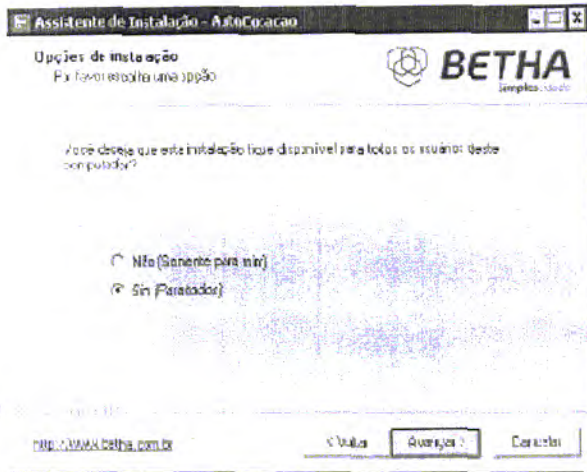 Assistente de Instalação - AutoCotacao
Opções de instalação
Por favor escolha uma opção
BETHA
Simplicidade
Você deseja que esta instalação fique disponível para todos os usuários deste
computador?
Não (Somente para mim)
Sim (Para todos)
http://www.betha.com.br
< Voltar
Avançar >
Cancelar